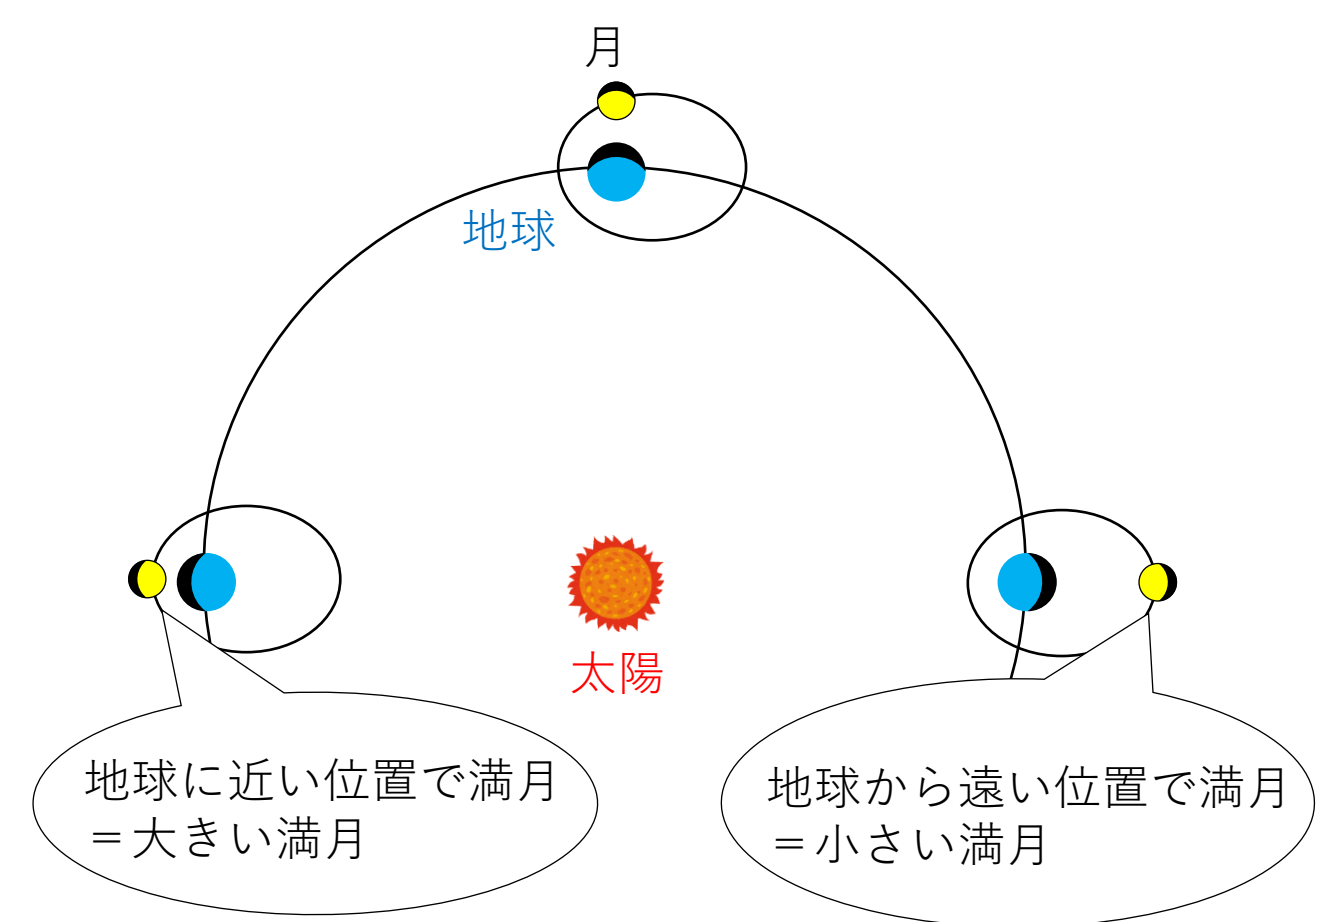 月
地球
太陽
地球に近い位置で満月
＝大きい満月
地球から遠い位置で満月
＝小さい満月